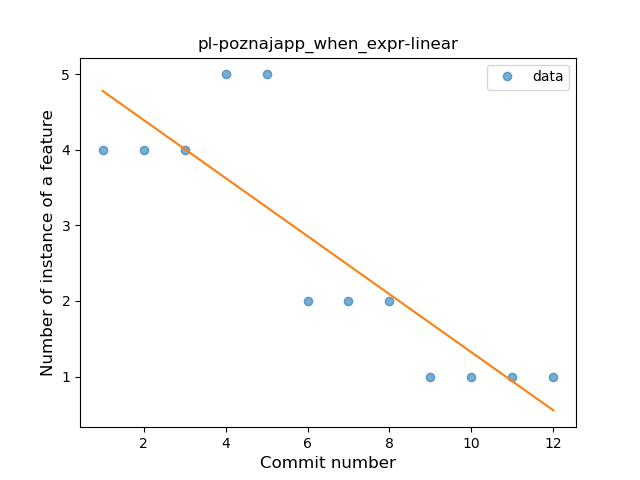 pl-poznajapp_when_expr-linear
data
Number of instance of a feature
5
4
3
2
1
2
4
6
8
10
12
Commit number